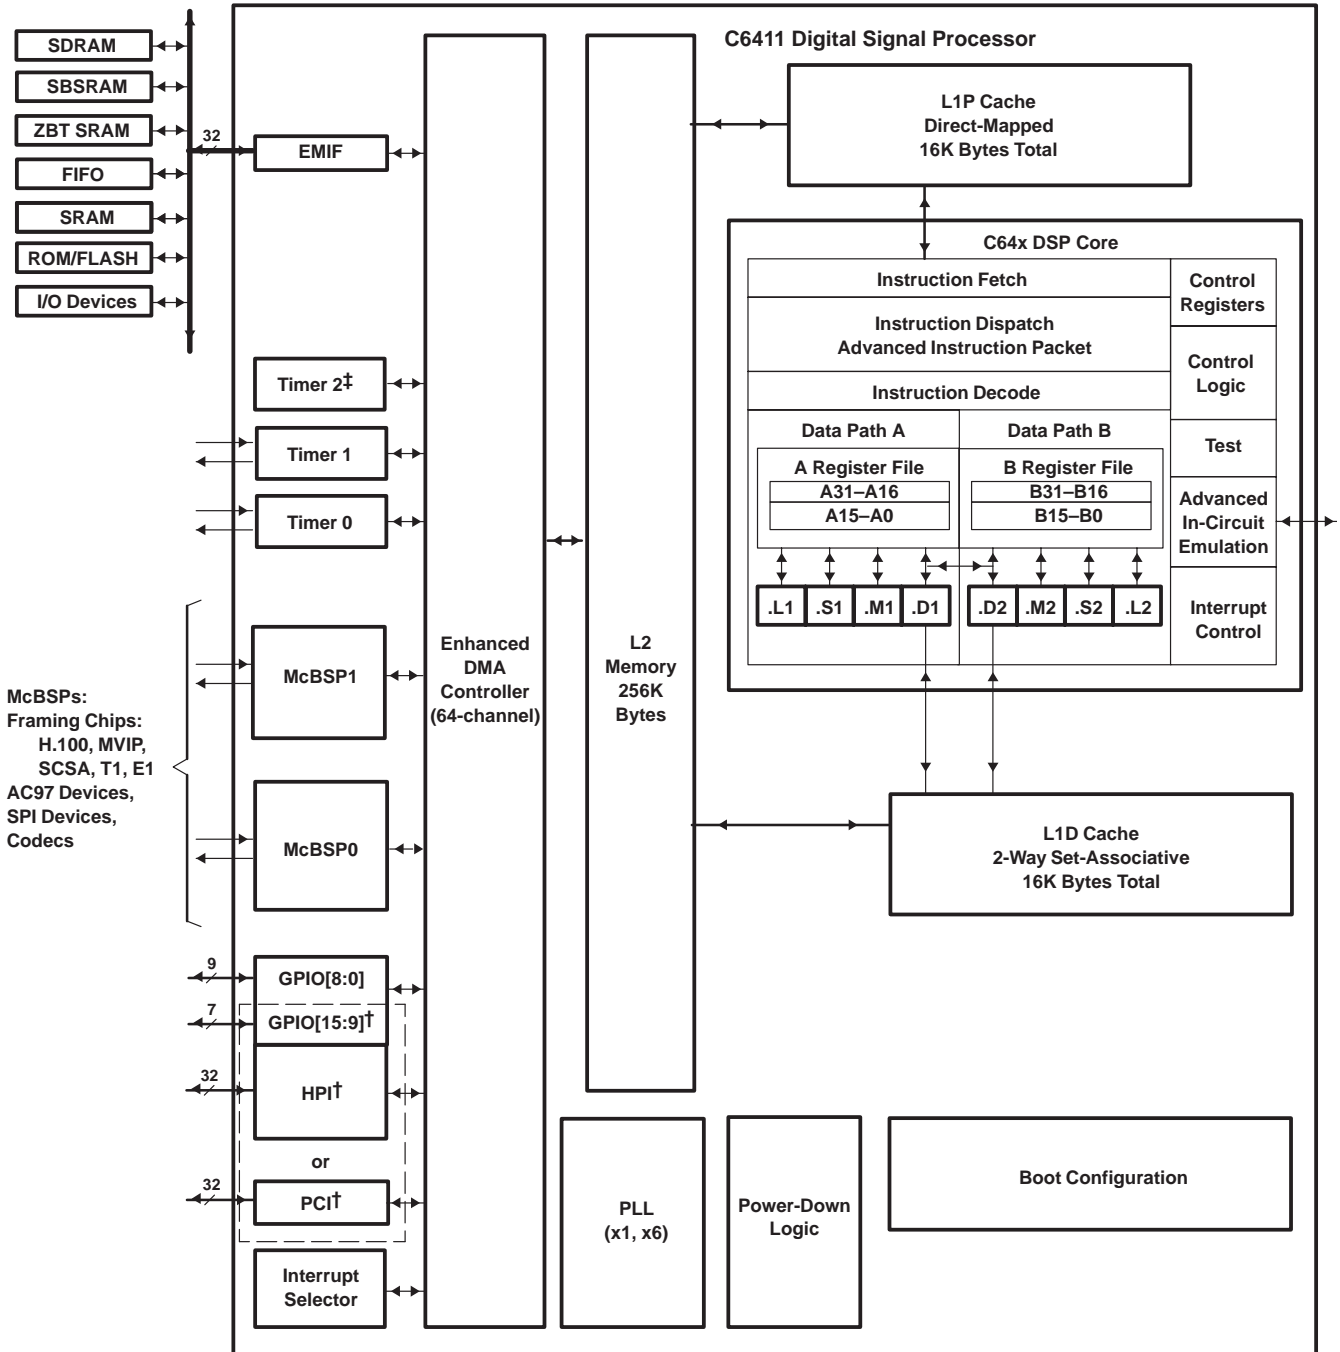 C6411 Digital Signal Processor
SDRAM
SBSRAM
ZBT SRAM
FIFO
SRAM
ROM/FLASH
I/O Devices
32
EMIF
Timer 2‡
Timer 1
Timer 0
McBSPs:
Framing Chips:
H.100, MVIP,
SCSA, T1, E1
AC97 Devices,
SPI Devices,
Codecs
McBSP1
McBSP0
9
GPIO[8:0]
7
GPIO[15:9]†
32
HPI†
or
32
PCI†
Interrupt
Selector
Enhanced
DMA
Controller
(64-channel)
L2
Memory
256K
Bytes
L1P Cache
Direct-Mapped
16K Bytes Total
C64x DSP Core
Instruction Fetch
Instruction Dispatch
Advanced Instruction Packet
Instruction Decode
Data Path A
Data Path B
A Register File
A31–A16
A15–A0
B Register File
B31–B16
B15–B0
.L1 .S1 .M1 .D1
.D2 .M2 .S2 .L2
Control
Registers
Control
Logic
Test
Advanced
In-Circuit
Emulation
Interrupt
Control
L1D Cache
2-Way Set-Associative
16K Bytes Total
PLL
(x1, x6)
Power-Down
Logic
Boot Configuration